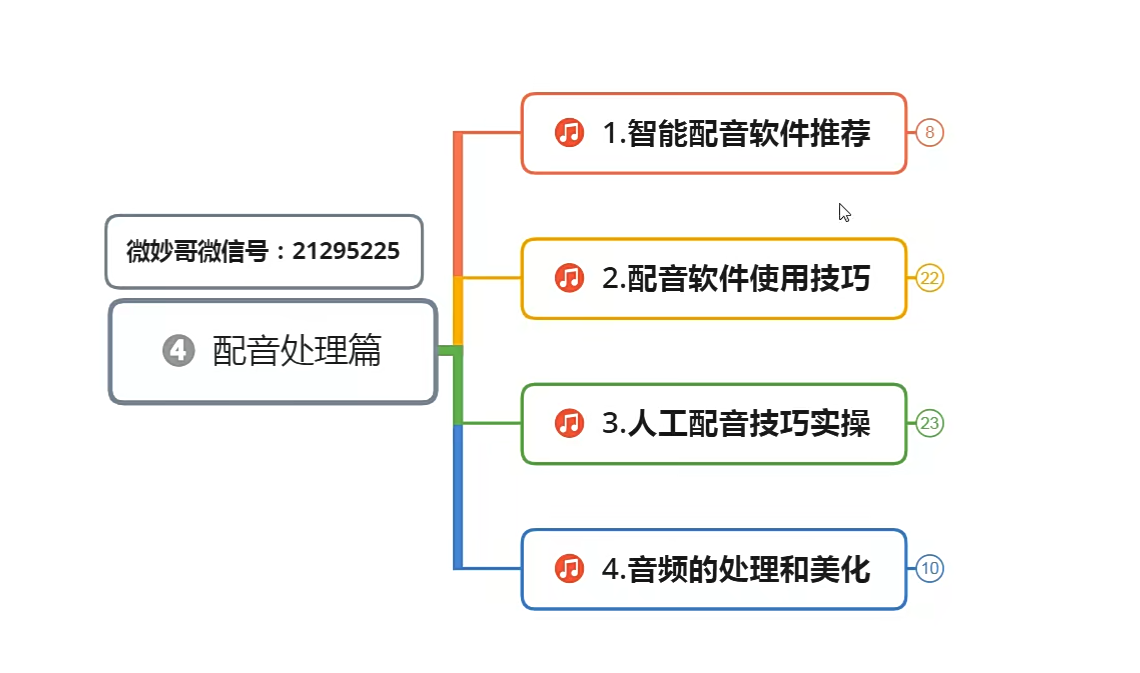 微妙哥微信号：21295225
4 配音处理篇
1.智能配音软件推荐 8
2.配音软件使用技巧 22
3.人工配音技巧实操 23
4.音频的处理和美化 10